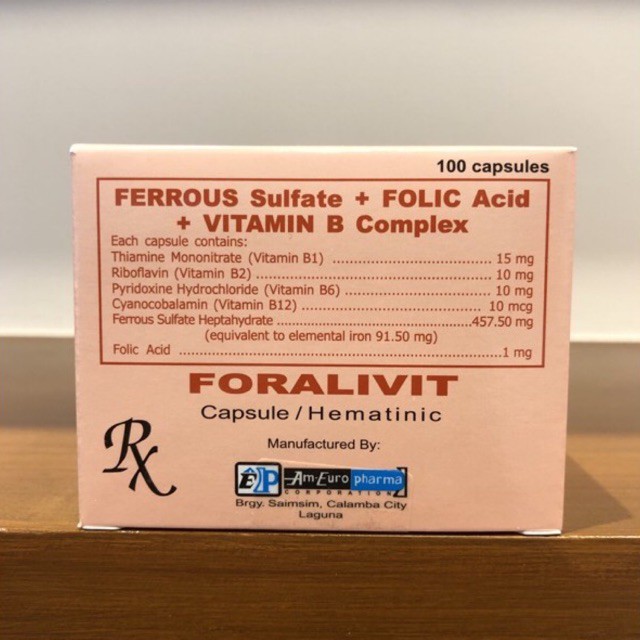 100 capsules
FERROUS Sulfate + FOLIC Acid
+ VITAMIN B Complex
Each capsule contains:
Thiamine Mononitrate (Vitamin B1) ........................................ 15 mg
Riboflavin (Vitamin B2) ........................................................ 10 mg
Pyridoxine Hydrochloride (Vitamin B6) .................................. 10 mg
Cyanocobalamin (Vitamin B12) ............................................ 10 mcg
Ferrous Sulfate Heptahydrate ............................................457.50 mg
(equivalent to elemental iron 91.50 mg)
Folic Acid ...........................................................................1 mg
FORALIVIT
Capsule / Hematinic
Rx
Manufactured By:
ÊP Am-Euro pharma
CORPORATION
Brgy. Saimsim, Calamba City
Laguna